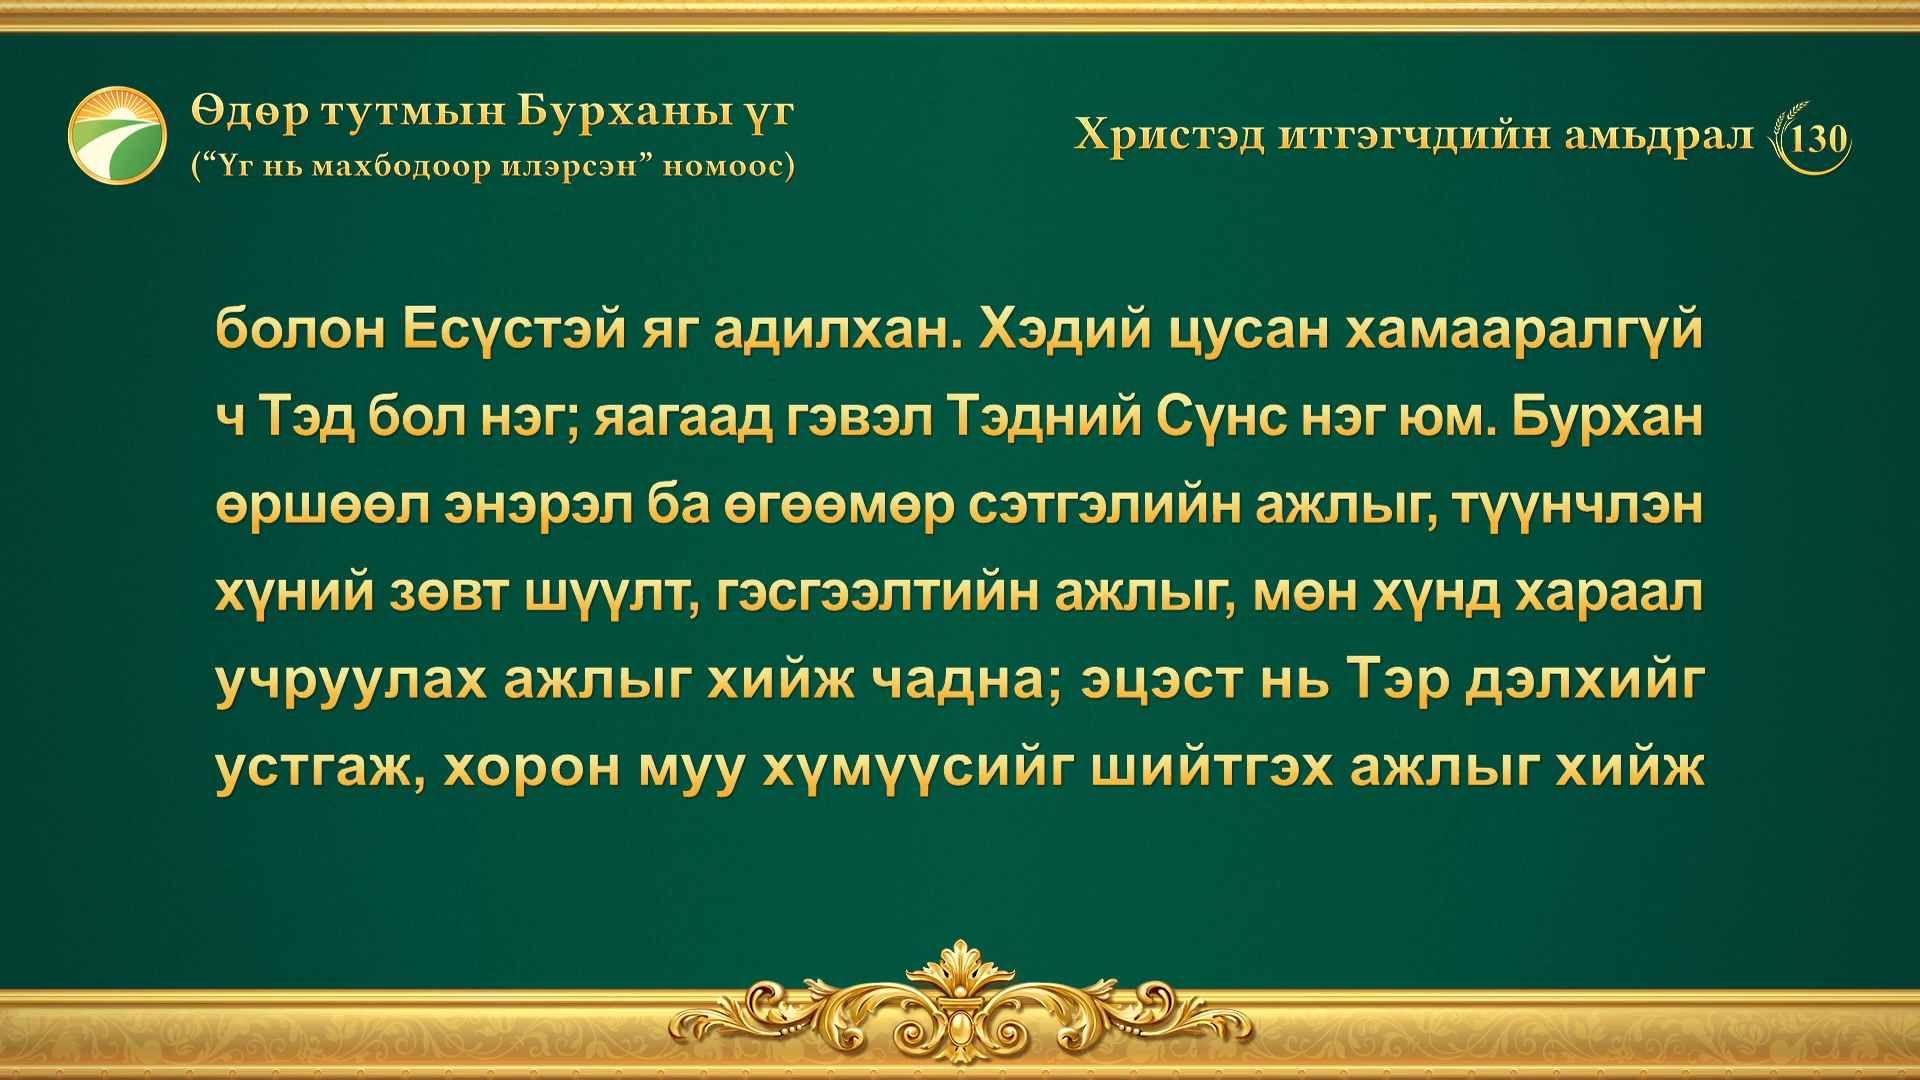 Өдөр тутмын Бурханы үг
(“Үг нь махбодоор илэрсэн” номоос)
Христэд итгэгчдийн амьдрал 130
болон Есүстэй яг адилхан. Хэдий цусан хамааралгүй
ч Тэд бол нэг; яагаад гэвэл Тэдний Сүнс нэг юм. Бурхан
өршөөл энэрэл ба өгөөмөр сэтгэлийн ажлыг, түүнчлэн
хүний зөвт шүүлт, гэсгээлтийн ажлыг, мөн хүнд хараал
учруулах ажлыг хийж чадна; эцэст нь Тэр дэлхийг
устгаж, хорон муу хүмүүсийг шийтгэх ажлыг хийж